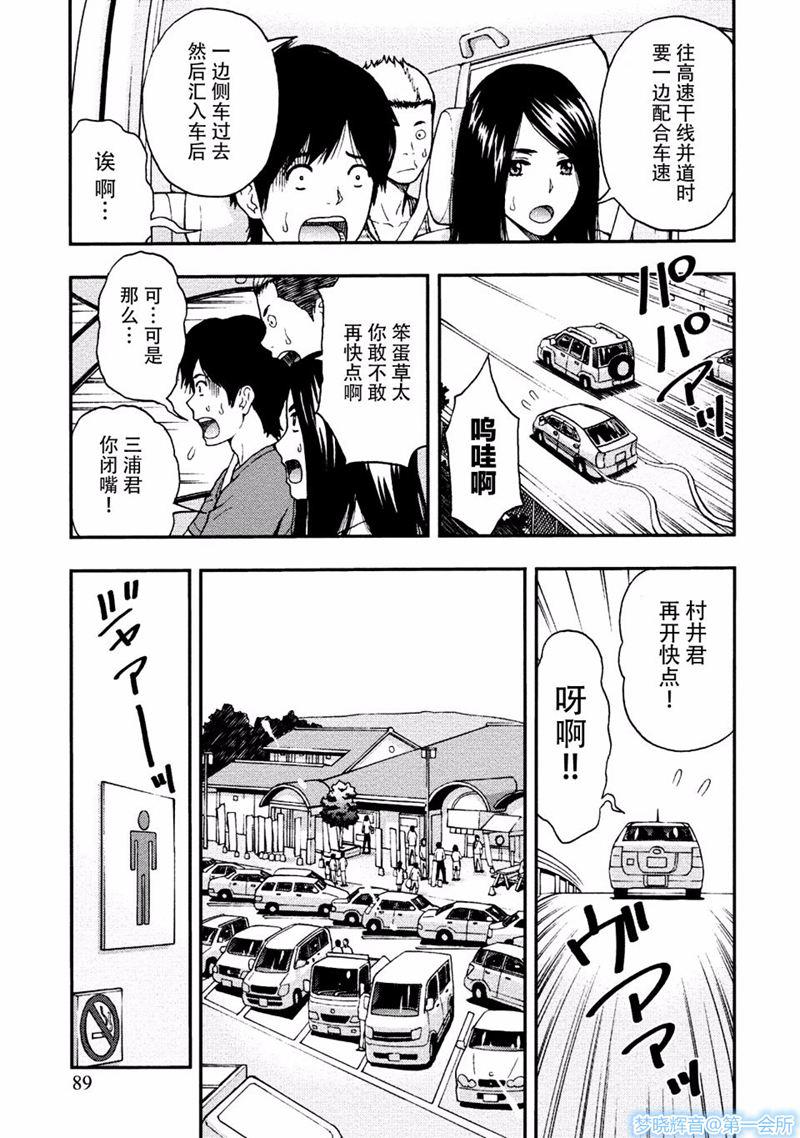 往高速干线并道时
要一边配合车速
一边侧车过去
然后汇入车后
诶啊…
パパァッ
呜哇啊
笨蛋草太
你敢不敢
再快点啊
可…可是
那么…
三浦君
你闭嘴！
村井君
再开快点！
呀啊!!
ヴァアァ…
ジャアァーッ
89
梦晓辉音@第一会所